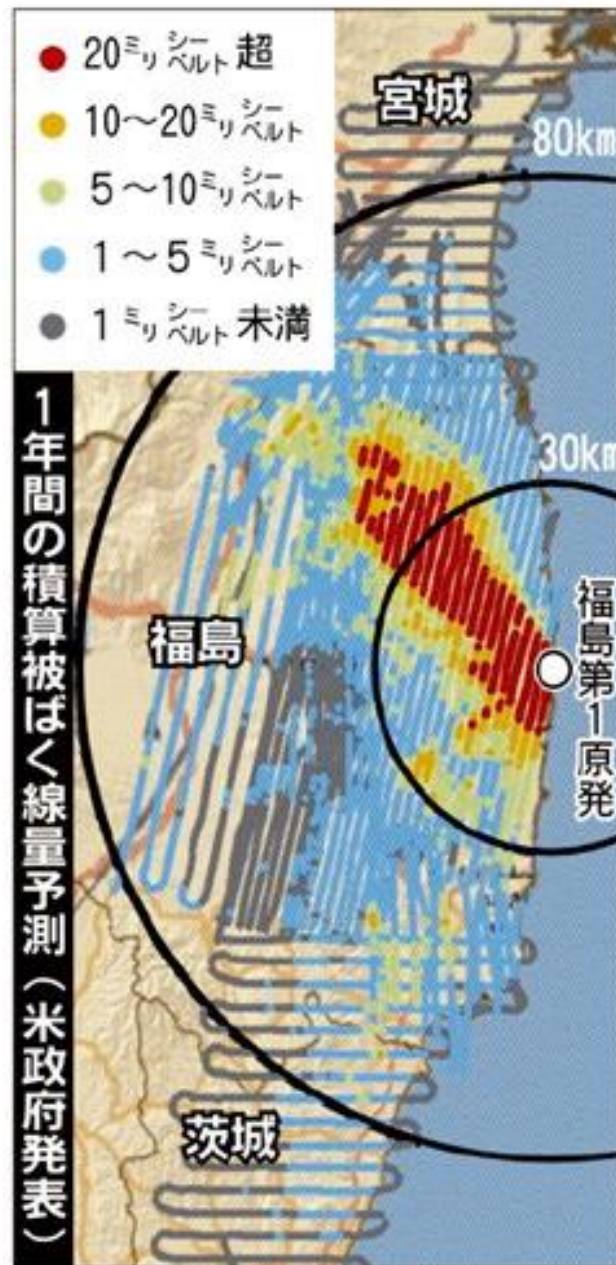 20ミリシーベルト超
10～20ミリシーベルト
5～10ミリシーベルト
1～5ミリシーベルト
1ミリシーベルト未満
宮城
80km
30km
1年間の積算被ばく線量予測（米政府発表）
福島
福島第1原発
茨城